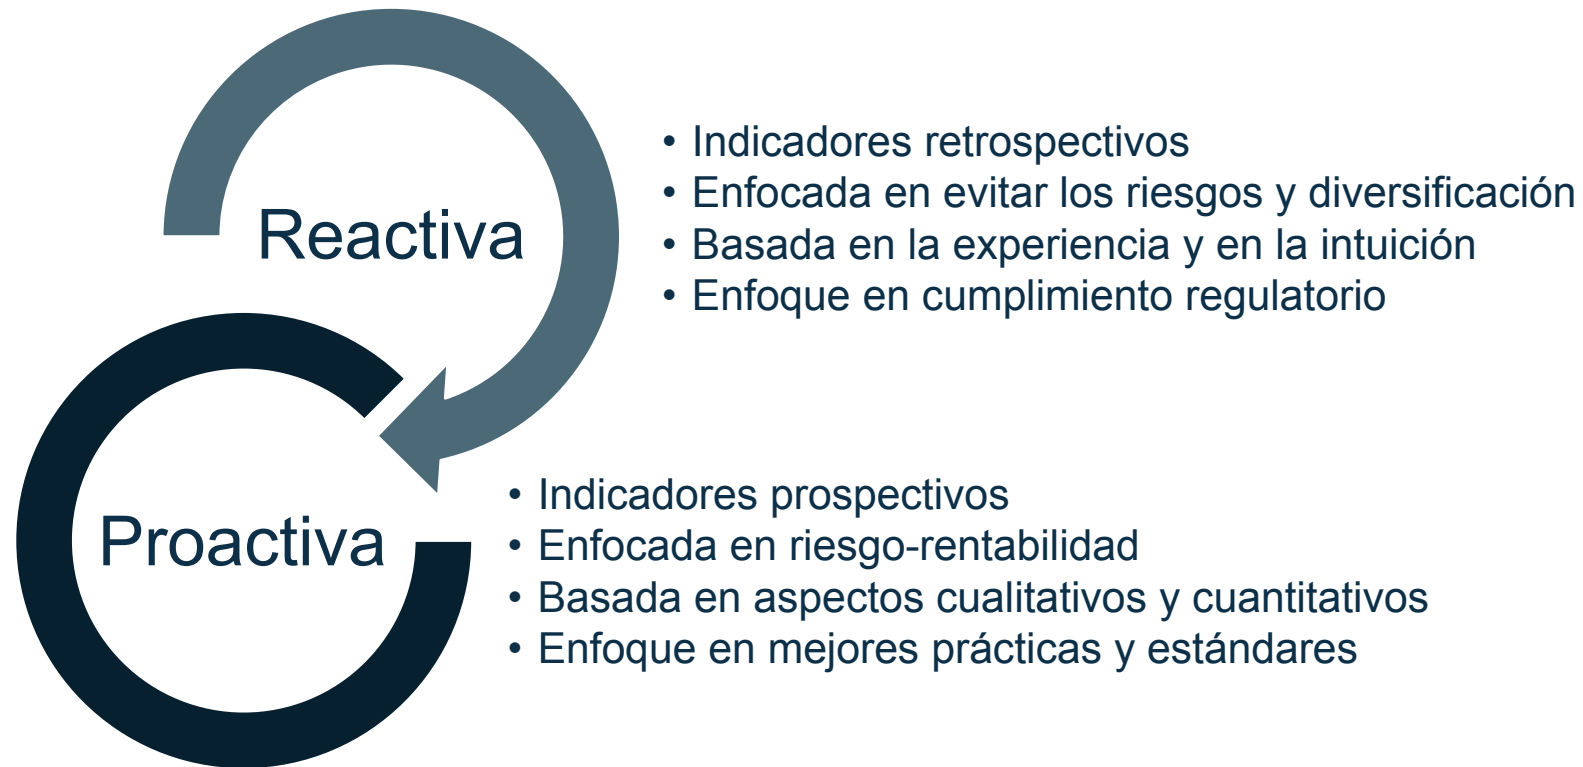 Reactiva
• Indicadores retrospectivos
• Enfocada en evitar los riesgos y diversificación
• Basada en la experiencia y en la intuición
• Enfoque en cumplimiento regulatorio
Proactiva
• Indicadores prospectivos
• Enfocada en riesgo-rentabilidad
• Basada en aspectos cualitativos y cuantitativos
• Enfoque en mejores prácticas y estándares